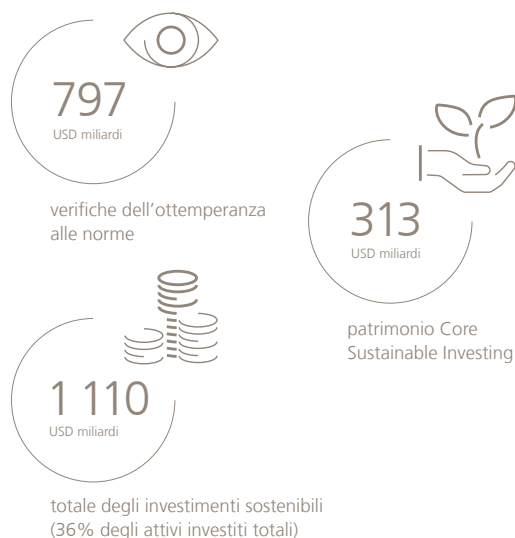 797
USD miliardi
verifiche dell’ottemperanza
alle norme
313
USD miliardi
patrimonio Core
Sustainable Investing
1 110
USD miliardi
totale degli investimenti sostenibili
(36% degli attivi investiti totali)